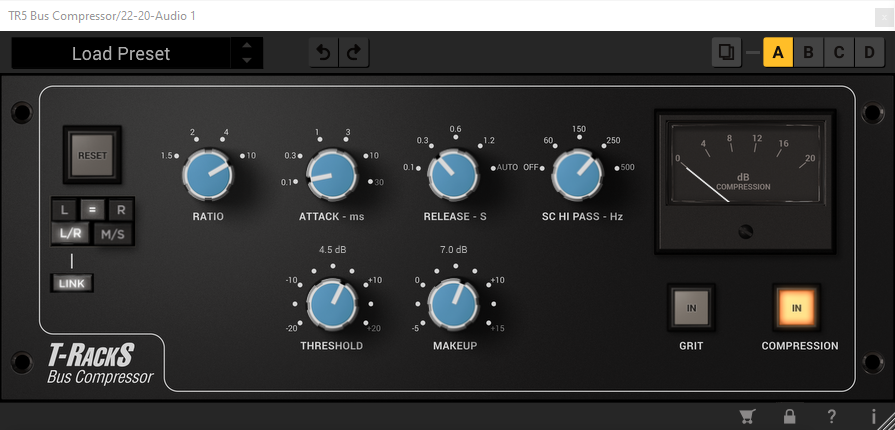 TR5 Bus Compressor/22-20-Audio 1
Load Preset
A B C D
RESET
L = R
L/R M/S
LINK
1.5 2 4 10
RATIO
0.1 0.3 1 3 10 30
ATTACK - ms
0.1 0.3 0.6 1.2 AUTO
RELEASE - S
OFF 60 150 250 500
SC HI PASS - Hz
0 4 8 12 16 20
dB
COMPRESSION
4.5 dB
-20 -10 +10 +20
THRESHOLD
7.0 dB
-5 0 +10 +15
MAKEUP
IN
GRIT
IN
COMPRESSION
T-RackS
Bus Compressor
? i